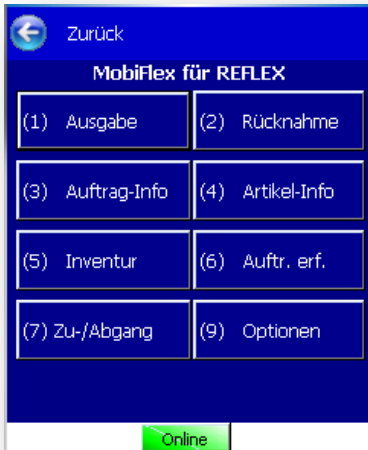 Zurück
MobiFlex für REFLEX
(1) Ausgabe
(2) Rücknahme
(3) Auftrag-Info
(4) Artikel-Info
(5) Inventur
(6) Auftr. erf.
(7) Zu-/Abgang
(9) Optionen
Online